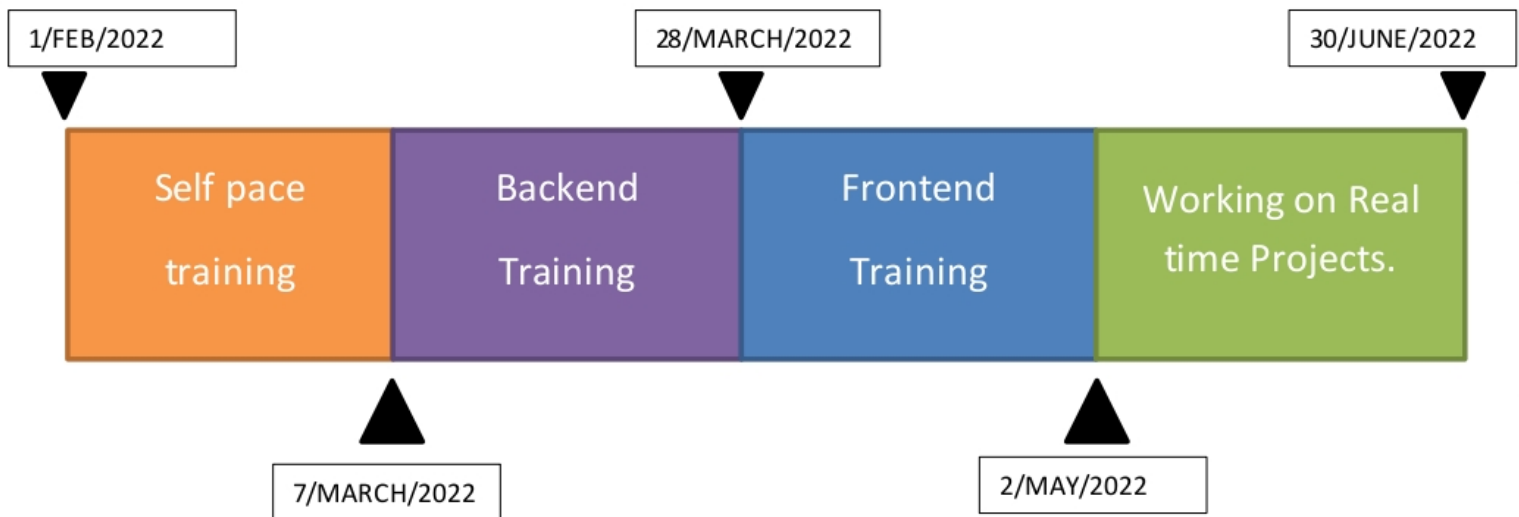 1/FEB/2022
28/MARCH/2022
30/JUNE/2022
Self pace
training
Backend
Training
Frontend
Training
Working on Real
time Projects.
7/MARCH/2022
2/MAY/2022